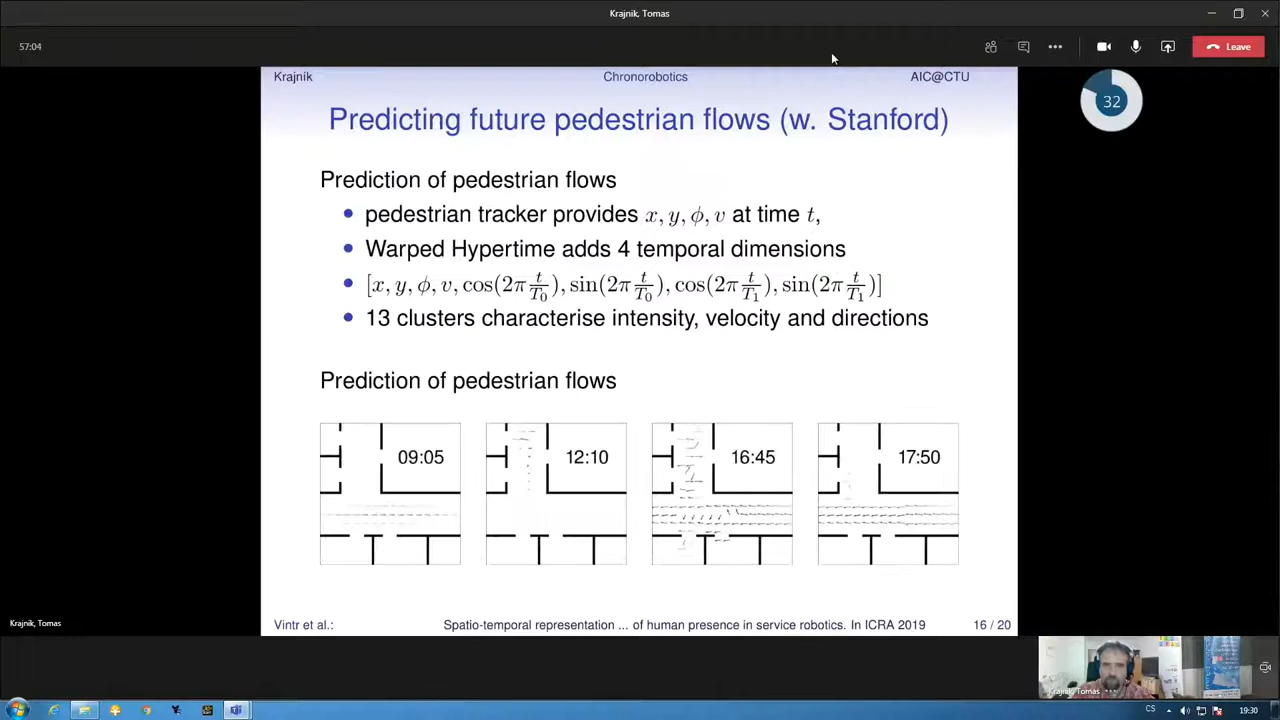 Krajnik, Tomas
57:04
Leave
Krajník Chronorobotics AIC@CTU
32
Predicting future pedestrian flows (w. Stanford)
Prediction of pedestrian flows
• pedestrian tracker provides x, y, ϕ, v at time t,
• Warped Hypertime adds 4 temporal dimensions
• [x, y, ϕ, v, cos(2π t/T₀), sin(2π t/T₀), cos(2π t/T₁), sin(2π t/T₁)]
• 13 clusters characterise intensity, velocity and directions
Prediction of pedestrian flows
09:05 12:10 16:45 17:50
Krajnik, Tomas
Vintr et al.: Spatio-temporal representation ... of human presence in service robotics. In ICRA 2019 16 / 20
Krajnik, Tomas
CS 19:30